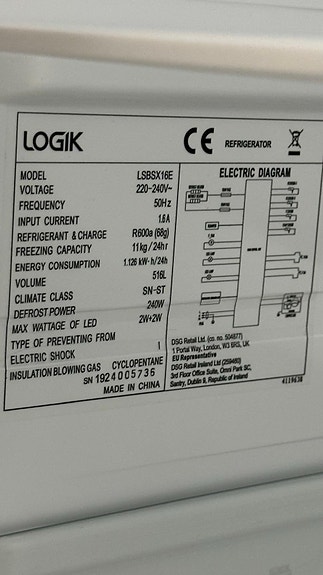 LOGIK
CE REFRIGERATOR
MODEL LSBSX16E
VOLTAGE 220-240V~
FREQUENCY 50Hz
INPUT CURRENT 1.6A
REFRIGERANT & CHARGE R600a (68g)
FREEZING CAPACITY 11kg/24hr
ENERGY CONSUMPTION 1.126 kW·h/24h
VOLUME 516L
CLIMATE CLASS SN-ST
DEFROST POWER 240W
MAX WATTAGE OF LED 2W+2W
TYPE OF PREVENTING FROM
ELECTRIC SHOCK I
INSULATION BLOWING GAS CYCLOPENTANE
SN 1924005736
MADE IN CHINA
ELECTRIC DIAGRAM
DSG Retail Ltd. (co. no. 504877)
1 Portal Way, London, W3 6RS, UK
EU Representative
DSG Retail Ireland Ltd (259460)
3rd Floor Office Suite, Omni Park SC,
Santry, Dublin 9, Republic of Ireland
4119638